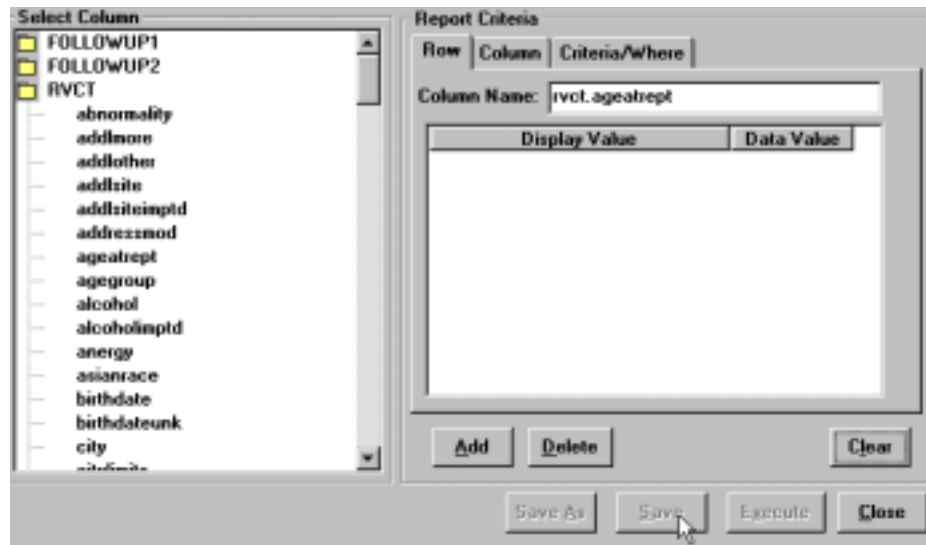 Select Column
FOLLOWUP1
FOLLOWUP2
RVCT
abnormality
addlmore
addlother
addlsite
addlsiteimptd
addressmod
ageatrept
agegroup
alcohol
alcoholimptd
anergy
asianrace
birthdate
birthdateunk
city
citylimits
Report Criteria
Row Column Criteria/Where
Column Name: rvct.ageatrept
Display Value Data Value
Add Delete Clear
Save As Save Execute Close